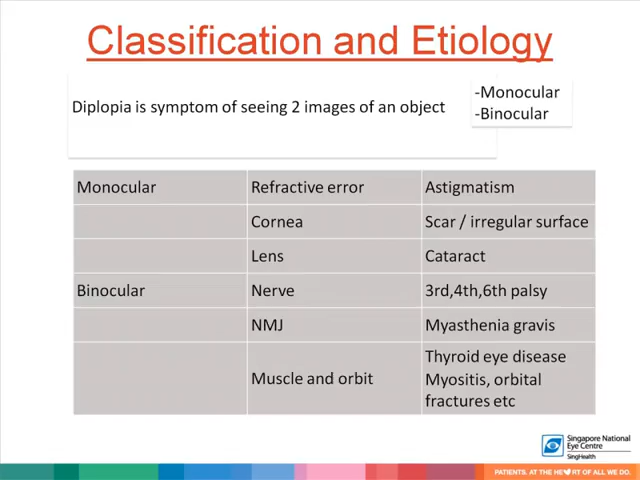 Classification and Etiology
Diplopia is symptom of seeing 2 images of an object
-Monocular
-Binocular
Monocular Refractive error Astigmatism
Cornea Scar / irregular surface
Lens Cataract
Binocular Nerve 3rd,4th,6th palsy
NMJ Myasthenia gravis
Muscle and orbit Thyroid eye disease
Myositis, orbital
fractures etc
Singapore National
Eye Centre
SingHealth
PATIENTS. AT THE HE♥RT OF ALL WE DO.